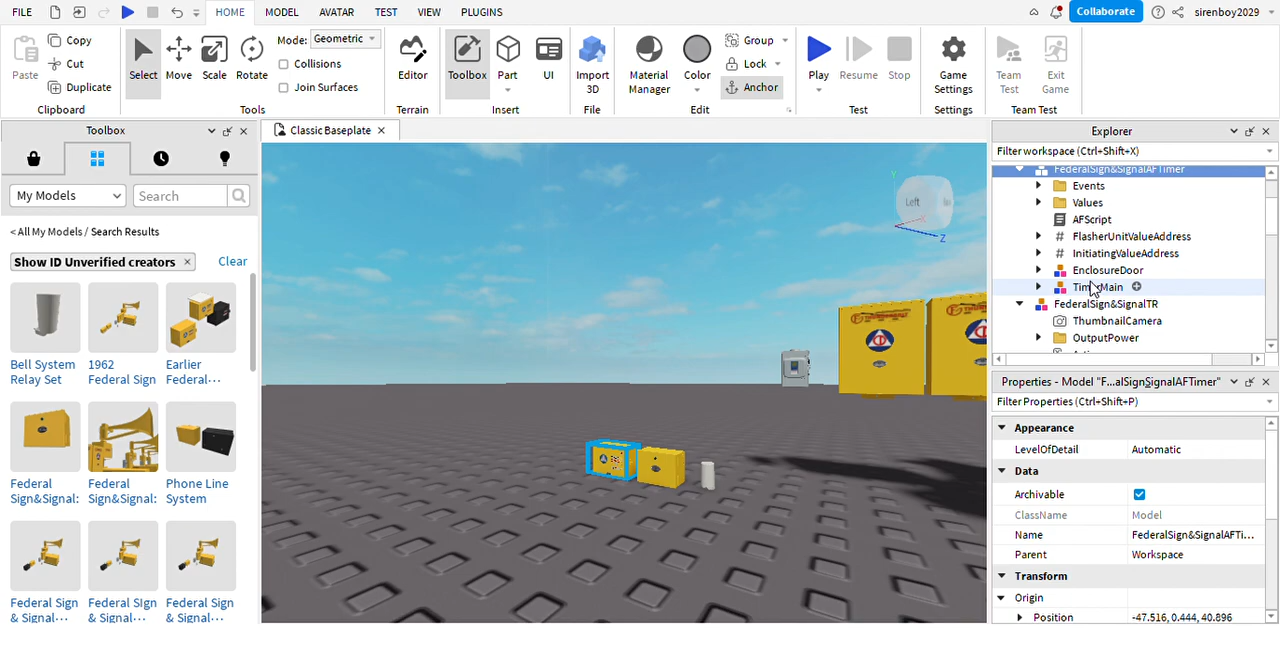 FILE
HOME
MODEL
AVATAR
TEST
VIEW
PLUGINS
Collaborate
sirenboy2029
Paste
Copy
Cut
Duplicate
Clipboard
Select
Move
Scale
Rotate
Mode: Geometric
Collisions
Join Surfaces
Tools
Editor
Terrain
Toolbox
Part
UI
Insert
Import
3D
File
Material
Manager
Color
Group
Lock
Anchor
Edit
Play
Resume
Stop
Test
Game
Settings
Settings
Team
Test
Exit
Game
Team Test
Toolbox
My Models
Search
< All My Models / Search Results
Show ID Unverified creators ×
Clear
Bell System
Relay Set
1962
Federal Sign
Earlier
Federal...
Federal
Sign&Signal:
Federal
Sign&Signal:
Phone Line
System
Federal Sign
& Signal...
Federal SIgn
& Signal...
Federal Sign
& Signal...
Classic Baseplate
Y
Left
Z
Explorer
Filter workspace (Ctrl+Shift+X)
FederalSign&SignalAFTimer
Events
Values
AFScript
# FlasherUnitValueAddress
# InitiatingValueAddress
EnclosureDoor
FederalSign&SignalTR
ThumbnailCamera
OutputPower
Properties - Model "F...alSignSignalAFTimer"
Filter Properties (Ctrl+Shift+P)
Appearance
LevelOfDetail
Automatic
Data
Archivable
ClassName
Model
Name
FederalSign&SignalAFTi...
Parent
Workspace
Transform
Origin
Position
-47.516, 0.444, 40.896